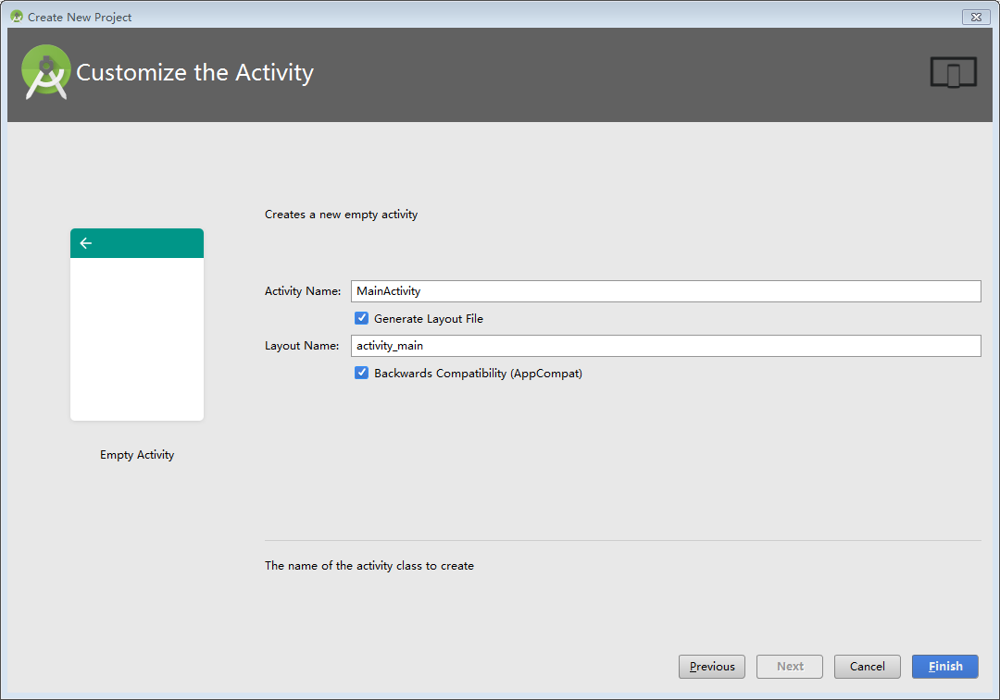 Create New Project
Customize the Activity
Creates a new empty activity
Activity Name: MainActivity
Generate Layout File
Layout Name: activity_main
Backwards Compatibility (AppCompat)
Empty Activity
The name of the activity class to create
Previous Next Cancel Finish